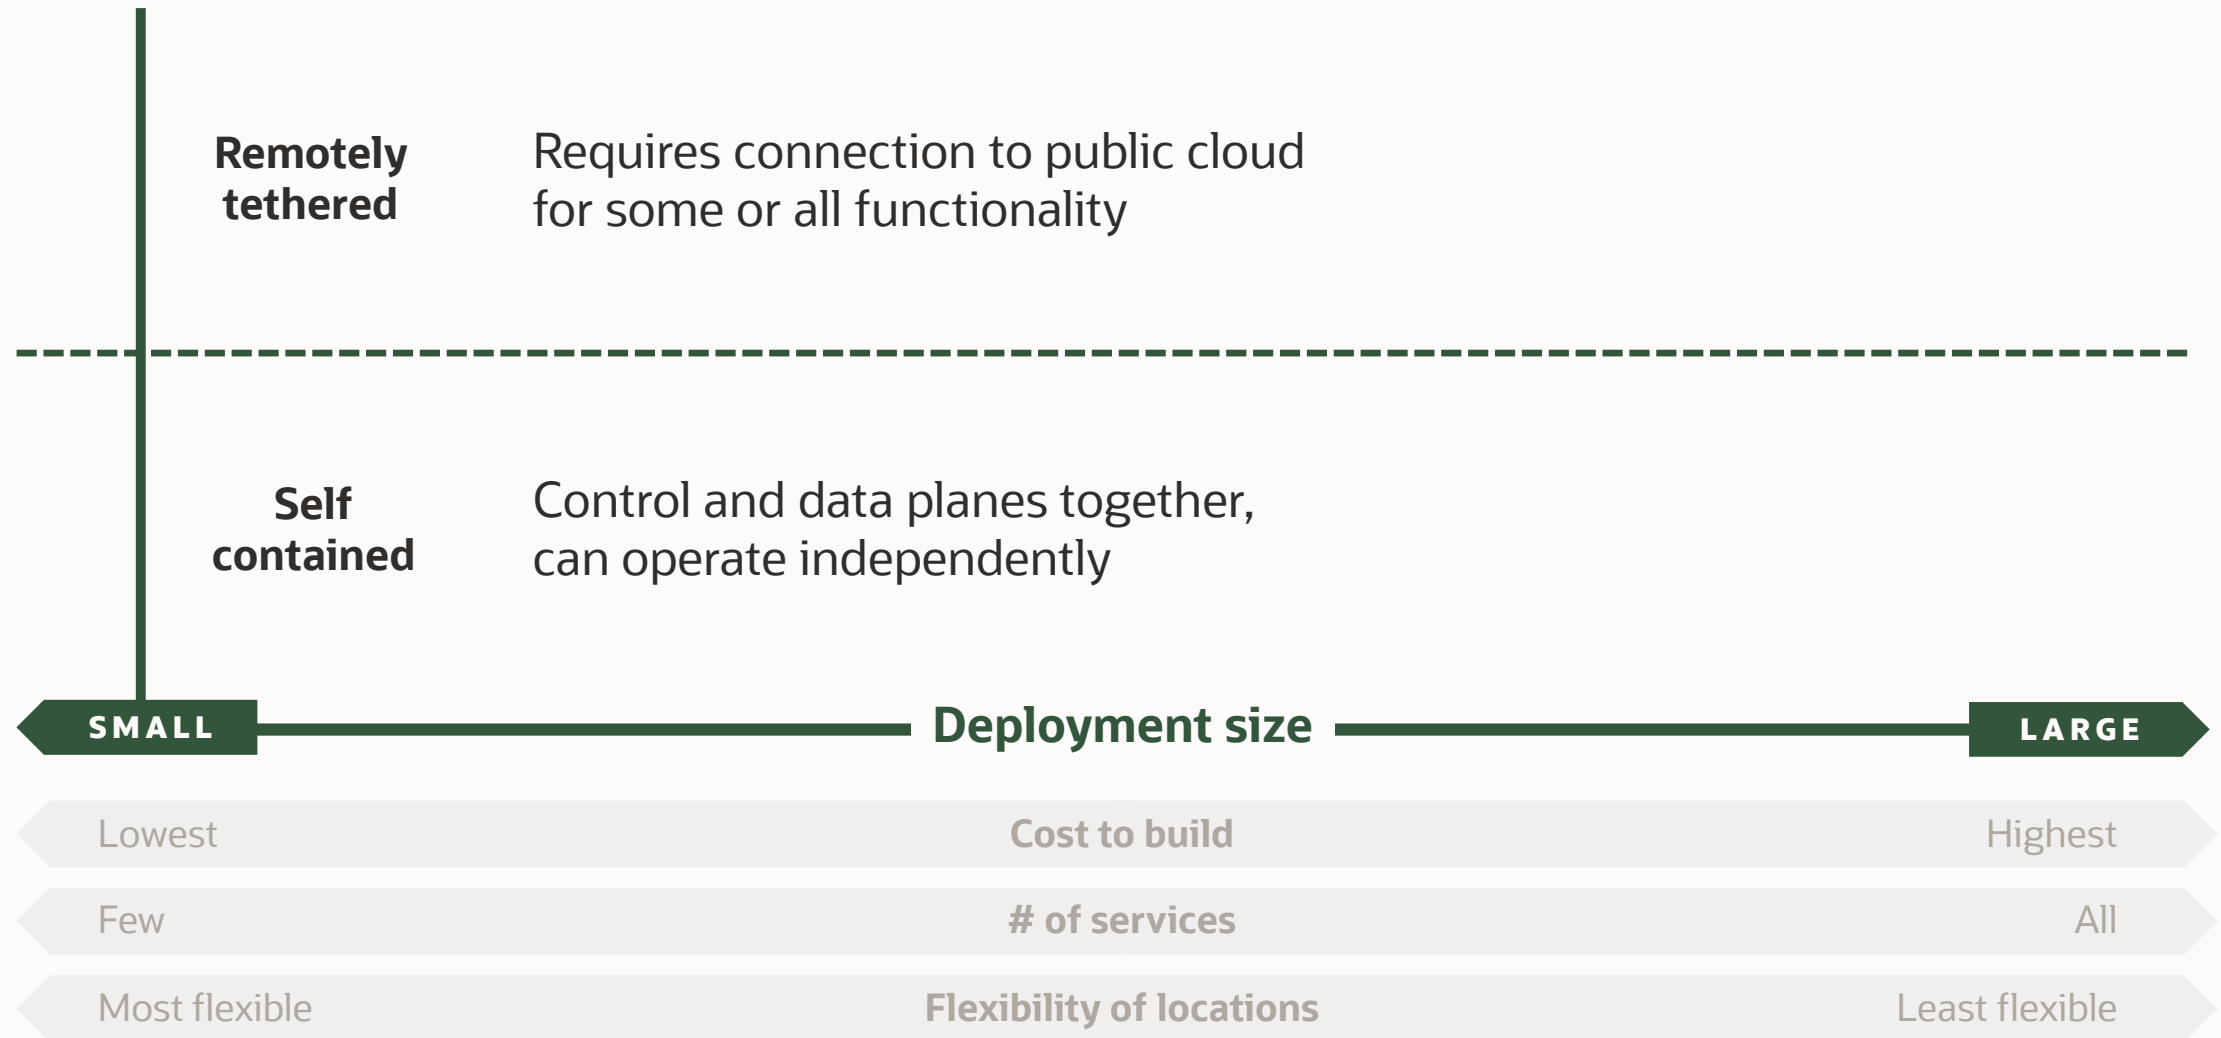 Remotely
tethered
Requires connection to public cloud
for some or all functionality
Self
contained
Control and data planes together,
can operate independently
SMALL Deployment size LARGE
Lowest Cost to build Highest
Few # of services All
Most flexible Flexibility of locations Least flexible